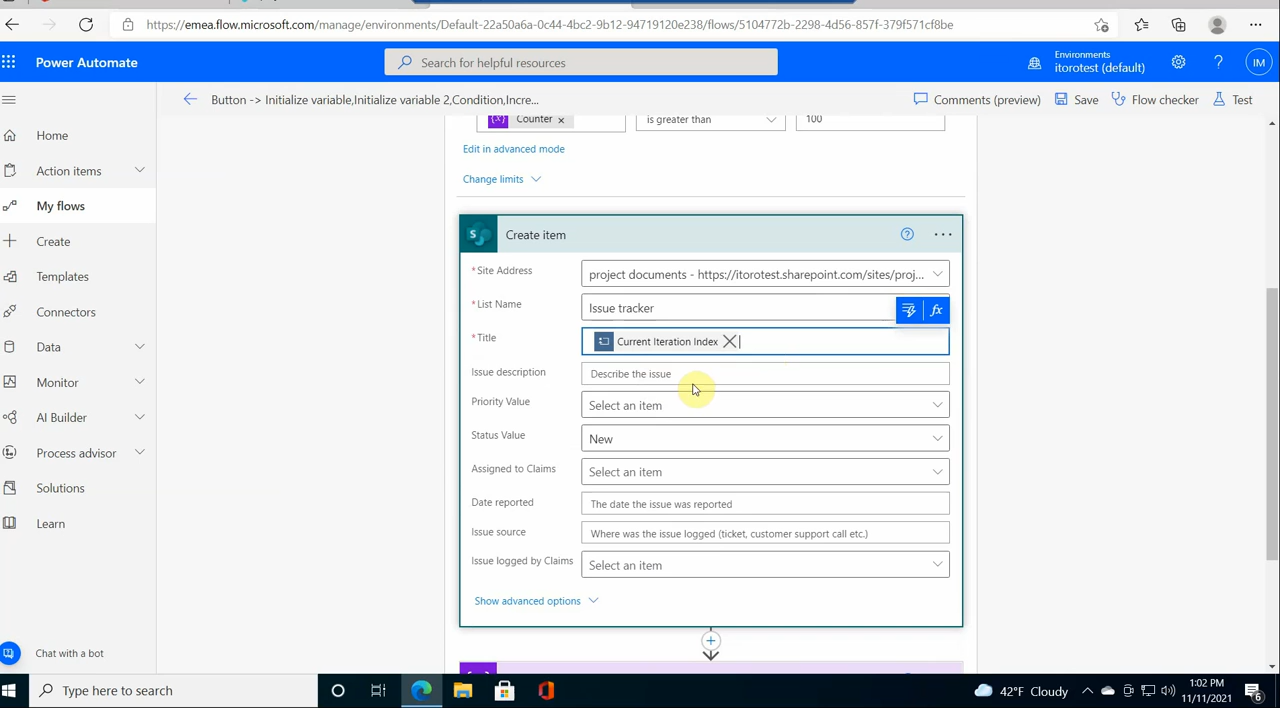 https://emea.flow.microsoft.com/manage/environments/Default-22a50a6a-0c44-4bc2-9b12-94719120e238/flows/5104772b-2298-4d56-857f-379f571cf8be
Power Automate
Search for helpful resources
Environments
itorotest (default)
IM
Button -> Initialize variable,Initialize variable 2,Condition,Incre...
Comments (preview)
Save
Flow checker
Test
Home
Action items
My flows
Create
Templates
Connectors
Data
Monitor
AI Builder
Process advisor
Solutions
Learn
Chat with a bot
Counter
is greater than
100
Edit in advanced mode
Change limits
Create item
* Site Address
project documents - https://itorotest.sharepoint.com/sites/proj...
* List Name
Issue tracker
fx
* Title
Current Iteration Index
Issue description
Describe the issue
Priority Value
Select an item
Status Value
New
Assigned to Claims
Select an item
Date reported
The date the issue was reported
Issue source
Where was the issue logged (ticket, customer support call etc.)
Issue logged by Claims
Select an item
Show advanced options
Type here to search
42°F Cloudy
1:02 PM
11/11/2021
6